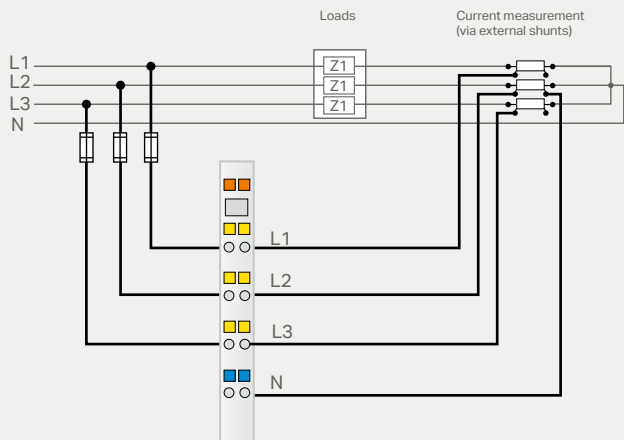 Loads
Current measurement
(via external shunts)
L1
Z1
L2
Z1
L3
Z1
N
L1
L2
L3
N